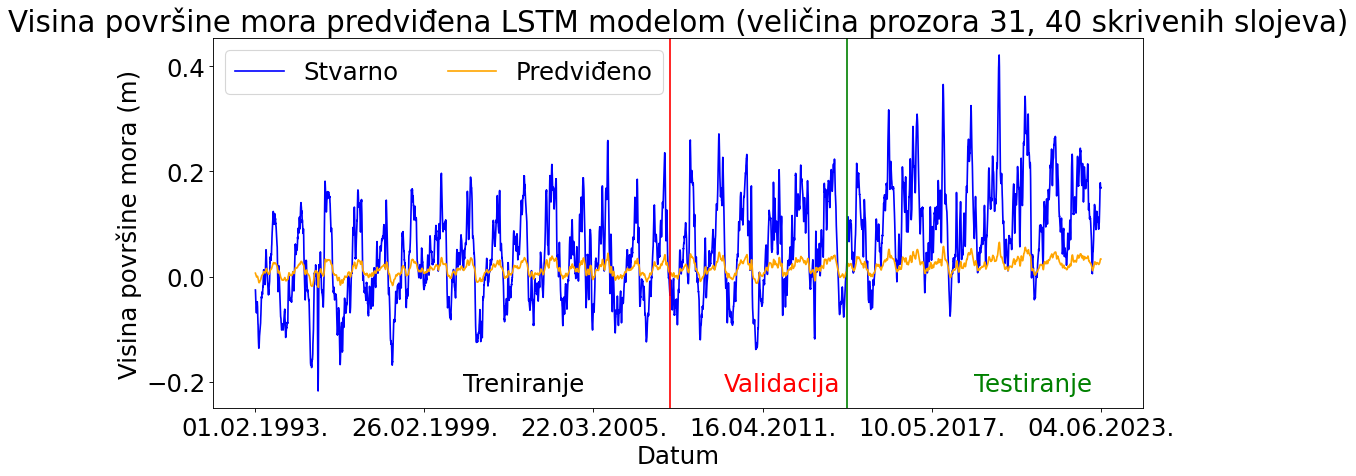 Visina površine mora predviđena LSTM modelom (veličina prozora 31, 40 skrivenih slojeva)
Stvarno
Predviđeno
Visina površine mora (m)
0.4
0.2
0.0
−0.2
Treniranje
Validacija
Testiranje
01.02.1993.
26.02.1999.
22.03.2005.
16.04.2011.
10.05.2017.
04.06.2023.
Datum